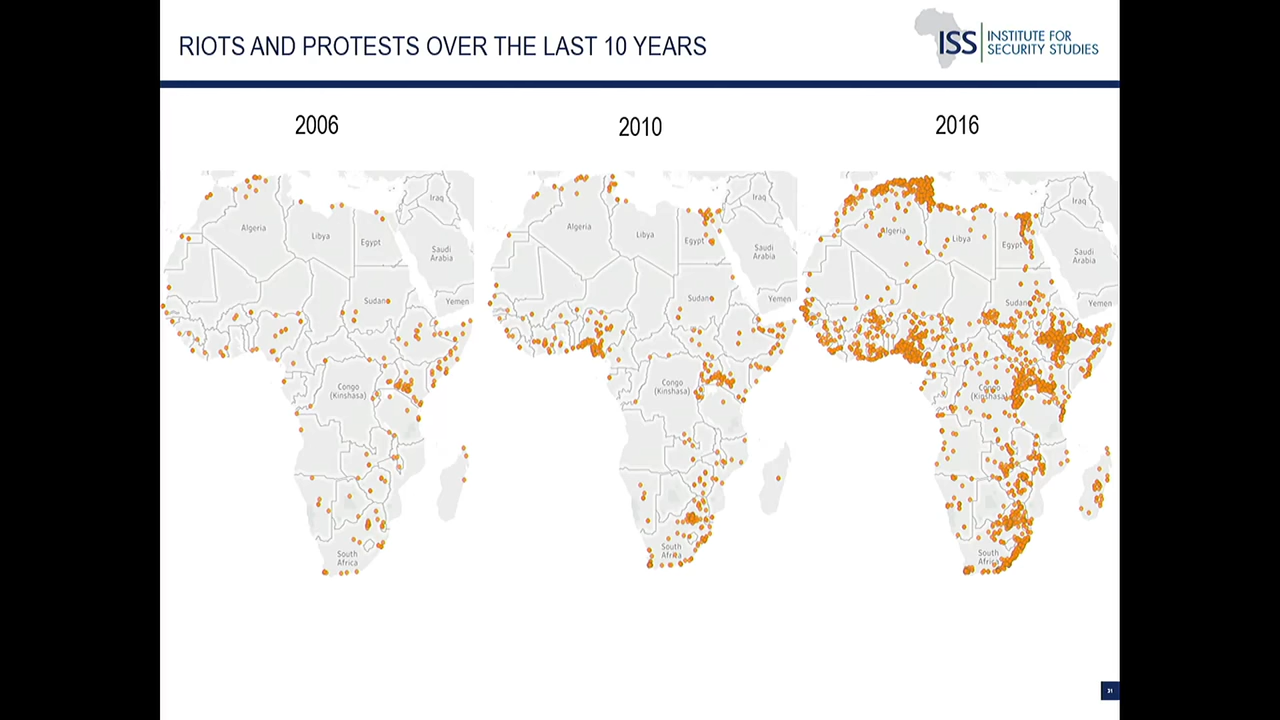 RIOTS AND PROTESTS OVER THE LAST 10 YEARS
ISS
INSTITUTE FOR
SECURITY STUDIES
2006
2010
2016
Iraq
Algeria
Libya
Egypt
Saudi
Arabia
Sudan
Yemen
Congo
(Kinshasa)
South
Africa
Iraq
Algeria
Libya
Egypt
Saudi
Arabia
Sudan
Yemen
Congo
(Kinshasa)
South
Africa
Iraq
Algeria
Libya
Egypt
Saudi
Arabia
Sudan
Yemen
Congo
(Kinshasa)
South
Africa
31